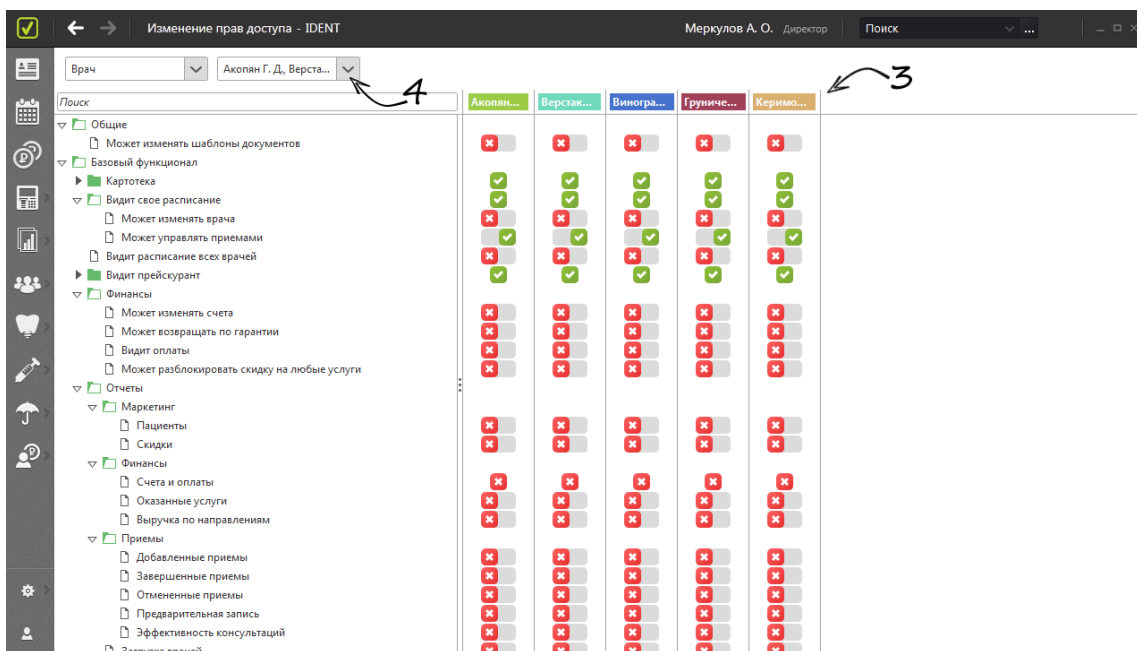 Изменение прав доступа - IDENT
Меркулов А. О. Директор
Поиск
...
Врач
Акопян Г. Д, Верста...
4
3
Поиск
Акопян... Верстак... Виногра... Груниче... Керимо...
Общие
Может изменять шаблоны документов
Базовый функционал
Картотека
Видит свое расписание
Может изменять врача
Может управлять приемами
Видит расписание всех врачей
Видит прейскурант
Финансы
Может изменять счета
Может возвращать по гарантии
Видит оплаты
Может разблокировать скидку на любые услуги
Отчеты
Маркетинг
Пациенты
Скидки
Финансы
Счета и оплаты
Оказанные услуги
Выручка по направлениям
Приемы
Добавленные приемы
Завершенные приемы
Отмененные приемы
Предварительная запись
Эффективность консультаций
Загрузка врачей